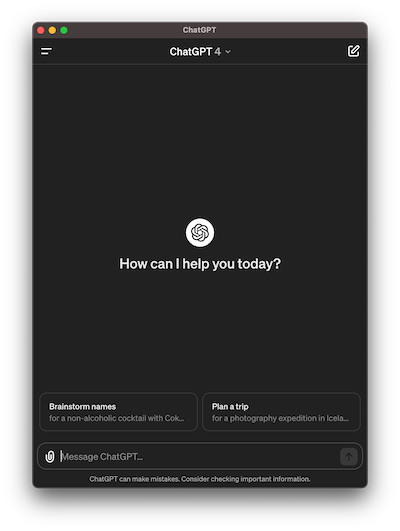 ChatGPT
ChatGPT 4
How can I help you today?
Brainstorm names
for a non-alcoholic cocktail with Cok...
Plan a trip
for a photography expedition in Icela...
Message ChatGPT...
ChatGPT can make mistakes. Consider checking important information.